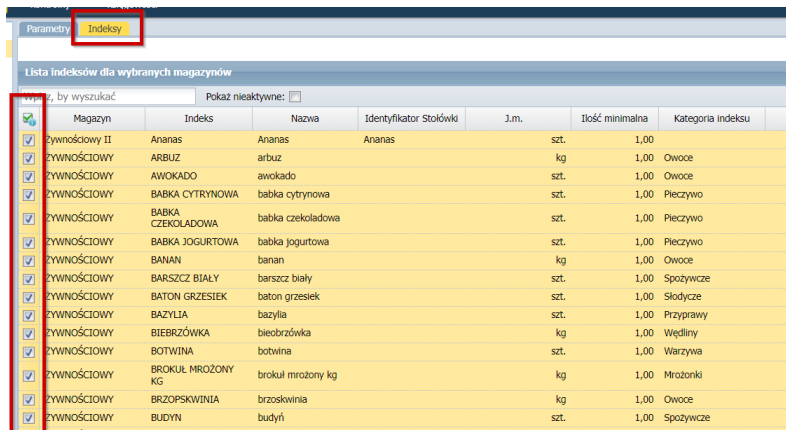 Parametry Indeksy
Lista indeksów dla wybranych magazynów
Wpisz, by wyszukać Pokaż nieaktywne:
Magazyn Indeks Nazwa Identyfikator Stołówki J.m. Ilość minimalna Kategoria indeksu
Żywnościowy II Ananas Ananas Ananas szt. 1,00
ŻYWNOŚCIOWY ARBUZ arbuz kg 1,00 Owoce
ŻYWNOŚCIOWY AWOKADO awokado szt. 1,00 Owoce
ŻYWNOŚCIOWY BABKA CYTRYNOWA babka cytrynowa szt. 1,00 Pieczywo
ŻYWNOŚCIOWY BABKA CZEKOLADOWA babka czekoladowa szt. 1,00 Pieczywo
ŻYWNOŚCIOWY BABKA JOGURTOWA babka jogurtowa szt. 1,00 Pieczywo
ŻYWNOŚCIOWY BANAN banan kg 1,00 Owoce
ŻYWNOŚCIOWY BARSZCZ BIAŁY barszcz biały szt. 1,00 Spożywcze
ŻYWNOŚCIOWY BATON GRZESIEK baton grzesiek szt. 1,00 Słodycze
ŻYWNOŚCIOWY BAZYLIA bazylia szt. 1,00 Przyprawy
ŻYWNOŚCIOWY BIEBRZÓWKA bieobrzówka kg 1,00 Wędliny
ŻYWNOŚCIOWY BOTWINA botwina szt. 1,00 Warzywa
ŻYWNOŚCIOWY BROKUŁ MROŻONY KG brokuł mrożony kg kg 1,00 Mrożonki
ŻYWNOŚCIOWY BRZOPSKWINIA brzoskwinia kg 1,00 Owoce
ŻYWNOŚCIOWY BUDYN budyń szt. 1,00 Spożywcze